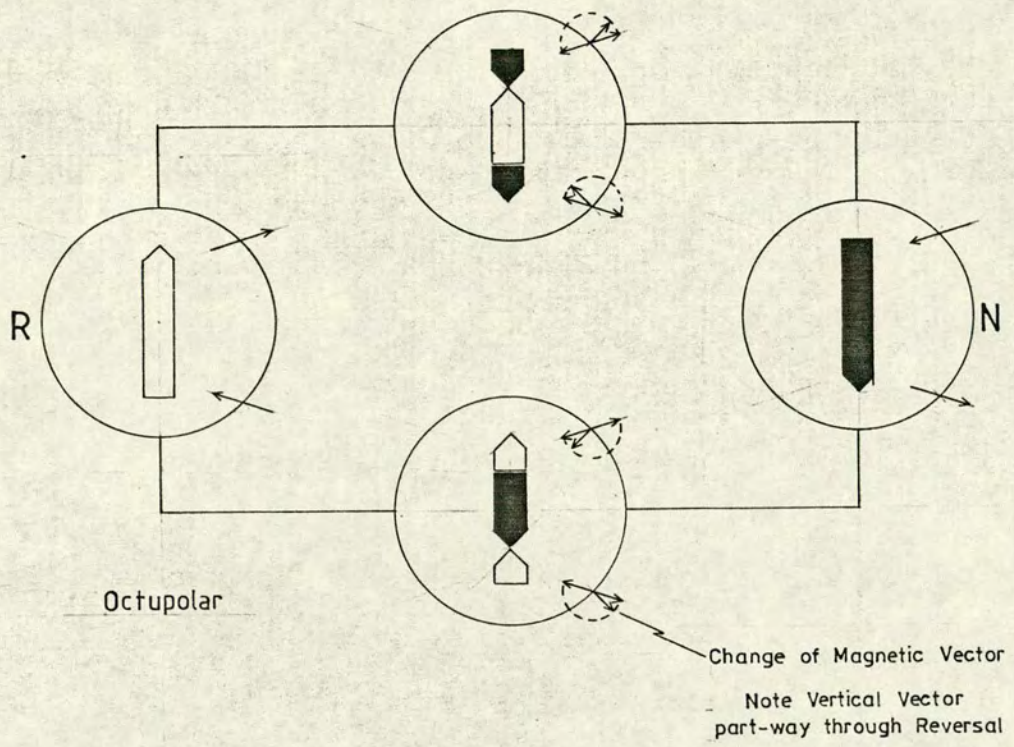 R
N
Octupolar
Change of Magnetic Vector
Note Vertical Vector
part-way through Reversal